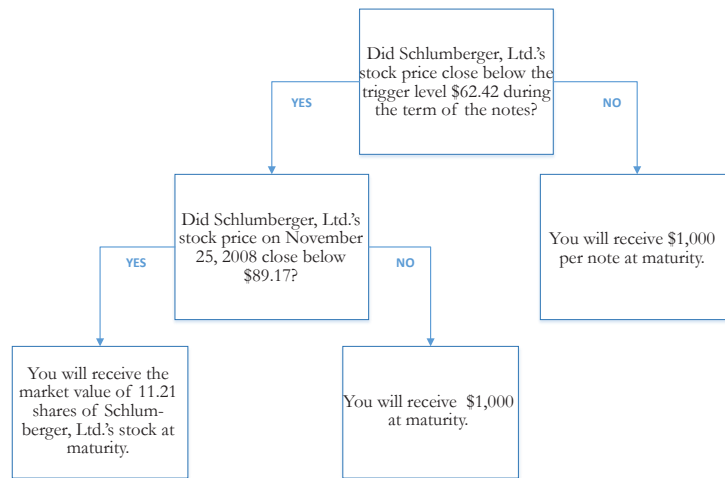 Did Schlumberger, Ltd.'s
stock price close below the
trigger level $62.42 during
the term of the notes?
YES
NO
Did Schlumberger, Ltd.'s
stock price on November
25, 2008 close below
$89.17?
You will receive $1,000
per note at maturity.
YES
NO
You will receive the
market value of 11.21
shares of Schlum-
berger, Ltd.'s stock at
maturity.
You will receive $1,000
at maturity.